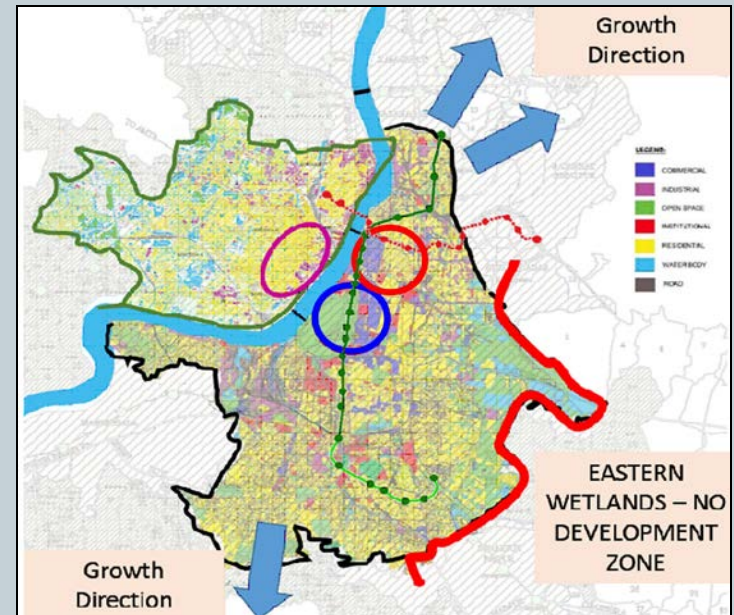 Growth
Direction
LEGEND:
COMMERCIAL
INDUSTRIAL
OPEN SPACE
INSTITUTIONAL
RESIDENTIAL
WATERBODY
ROAD
EASTERN
WETLANDS – NO
DEVELOPMENT
ZONE
Growth
Direction